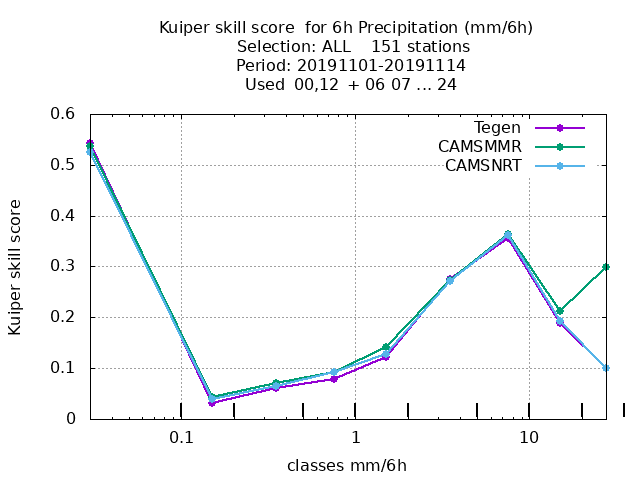 Kuiper skill score  for 6h Precipitation (mm/6h)
Selection: ALL    151 stations
Period: 20191101-20191114
Used  00,12  + 06 07 ... 24
Tegen
CAMSMMR
CAMSNRT
Kuiper skill score
0.6
0.5
0.4
0.3
0.2
0.1
0
0.1
1
10
classes mm/6h